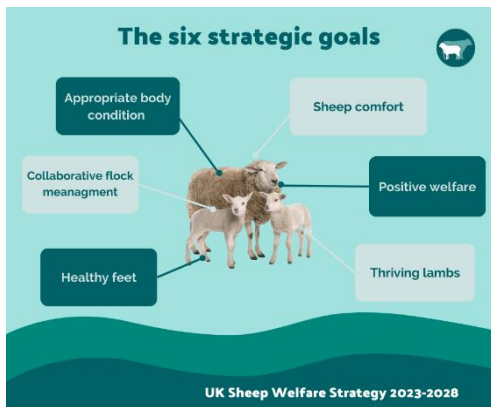 The six strategic goals
Appropriate body
condition
Sheep comfort
Collaborative flock
meanagment
Positive welfare
Healthy feet
Thriving lambs
UK Sheep Welfare Strategy 2023-2028